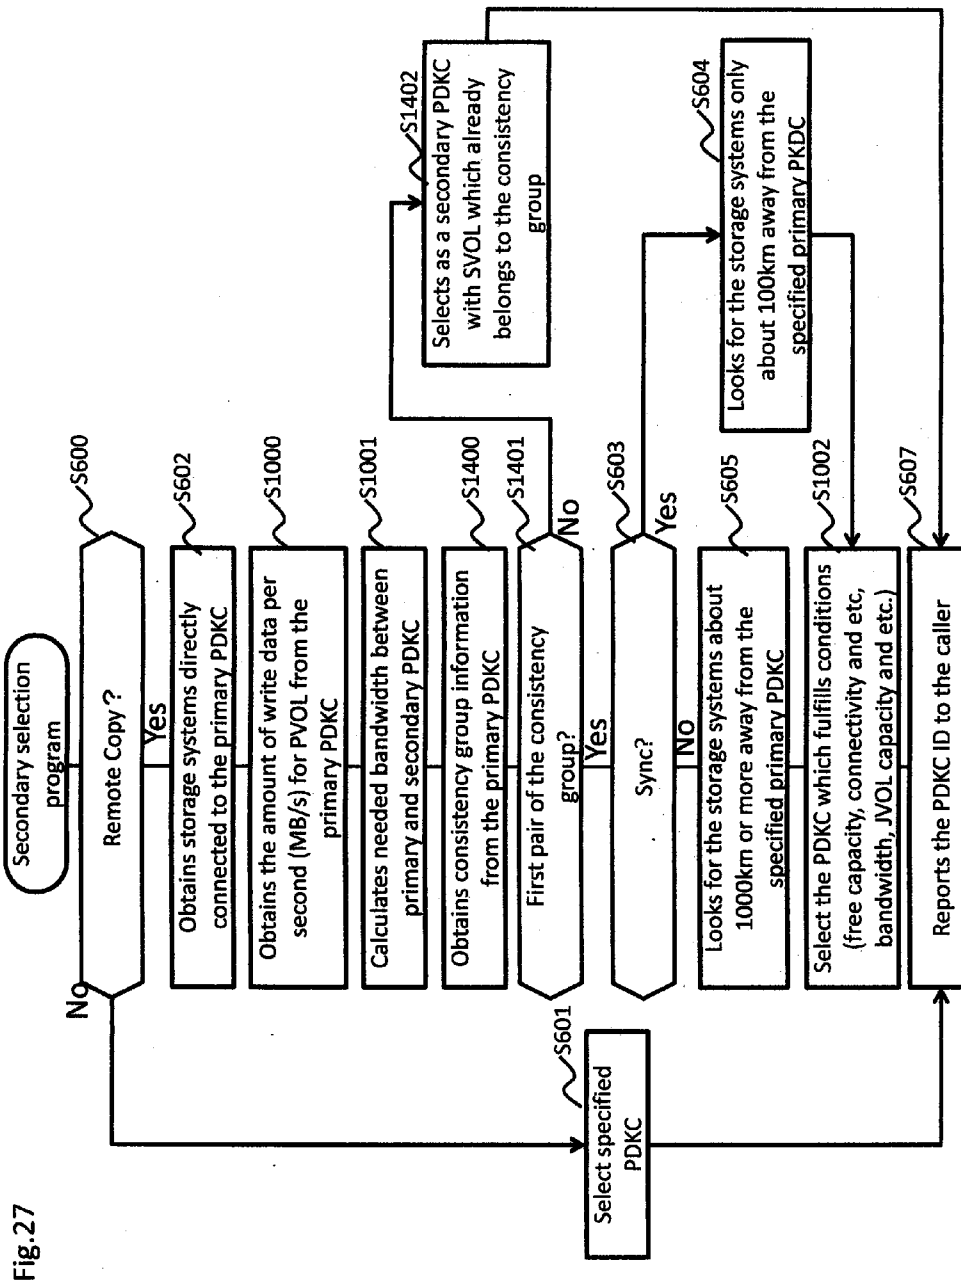 Fig.27
Secondary selection
program
S600
Remote Copy ?
No
Yes
S602
Obtains storage systems directly
connected to the primary PDKC
S1000
Obtains the amount of write data per
second (MB/s) for PVOL from the
primary PDKC
S1001
Calculates needed bandwidth between
primary and secondary PDKC
S1400
Obtains consistency group information
from the primary PDKC
S1401
First pair of the consistency
group?
No
Yes
S1402
Selects as a secondary PDKC
with SVOL which already
belongs to the consistency
group
S603
Sync?
Yes
No
S604
Looks for the storage systems only
about 100km away from the
specified primary PKDC
S605
Looks for the storage systems about
1000km or more away from the
specified primary PDKC
S601
Select specified
PDKC
S1002
Select the PDKC which fulfills conditions
(free capacity, connectivity and etc,
bandwidth, JVOL capacity and etc.)
S607
Reports the PDKC ID to the caller